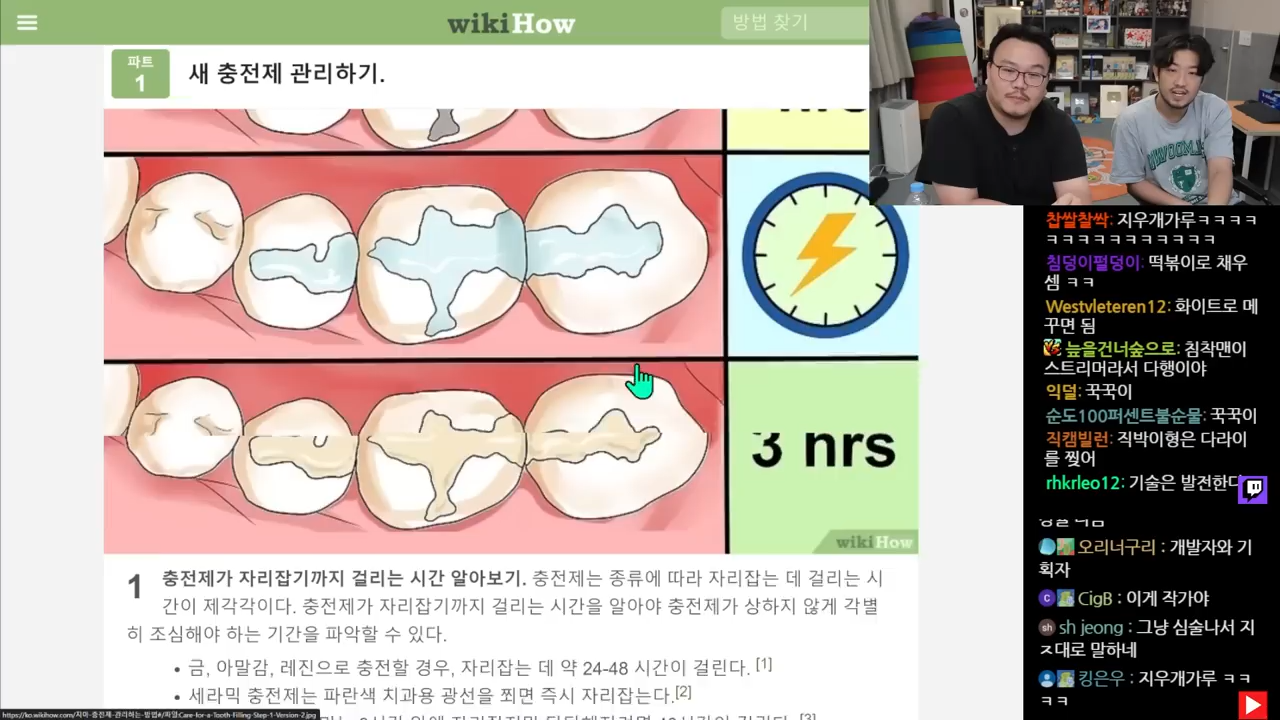 wikiHow
방법 찾기
파트
1
새 충전제 관리하기.
3 hrs
wikiHow
1 충전제가 자리잡기까지 걸리는 시간 알아보기. 충전제는 종류에 따라 자리잡는 데 걸리는 시
간이 제각각이다. 충전제가 자리잡기까지 걸리는 시간을 알아야 충전제가 상하지 않게 각별
히 조심해야 하는 기간을 파악할 수 있다.
• 금, 아말감, 레진으로 충전할 경우, 자리잡는 데 약 24-48 시간이 걸린다. [1]
• 세라믹 충전제는 파란색 치과용 광선을 쬐면 즉시 자리잡는다.[2]
찹쌀찰싹: 지우개가루ㅋㅋㅋㅋ
ㅋㅋㅋㅋㅋㅋㅋㅋㅋㅋㅋ
침덩이펄덩이: 떡볶이로 채우
셈 ㅋㅋ
Westvleteren12: 화이트로 메
꾸면 됨
늪을건너숲으로: 침착맨이
스트리머라서 다행이야
익덜: 꾹꾹이
순도100퍼센트불순물: 꾹꾹이
직캠빌런: 직박이형은 다라이
를 찢어
rhkrleo12: 기술은 발전한다
오리너구리 : 개발자와 기
획자
CigB : 이게 작가야
sh jeong : 그냥 심술나서 지
ㅈ대로 말하네
킹은우 : 지우개가루 ㅋㅋ
ㅋㅋ